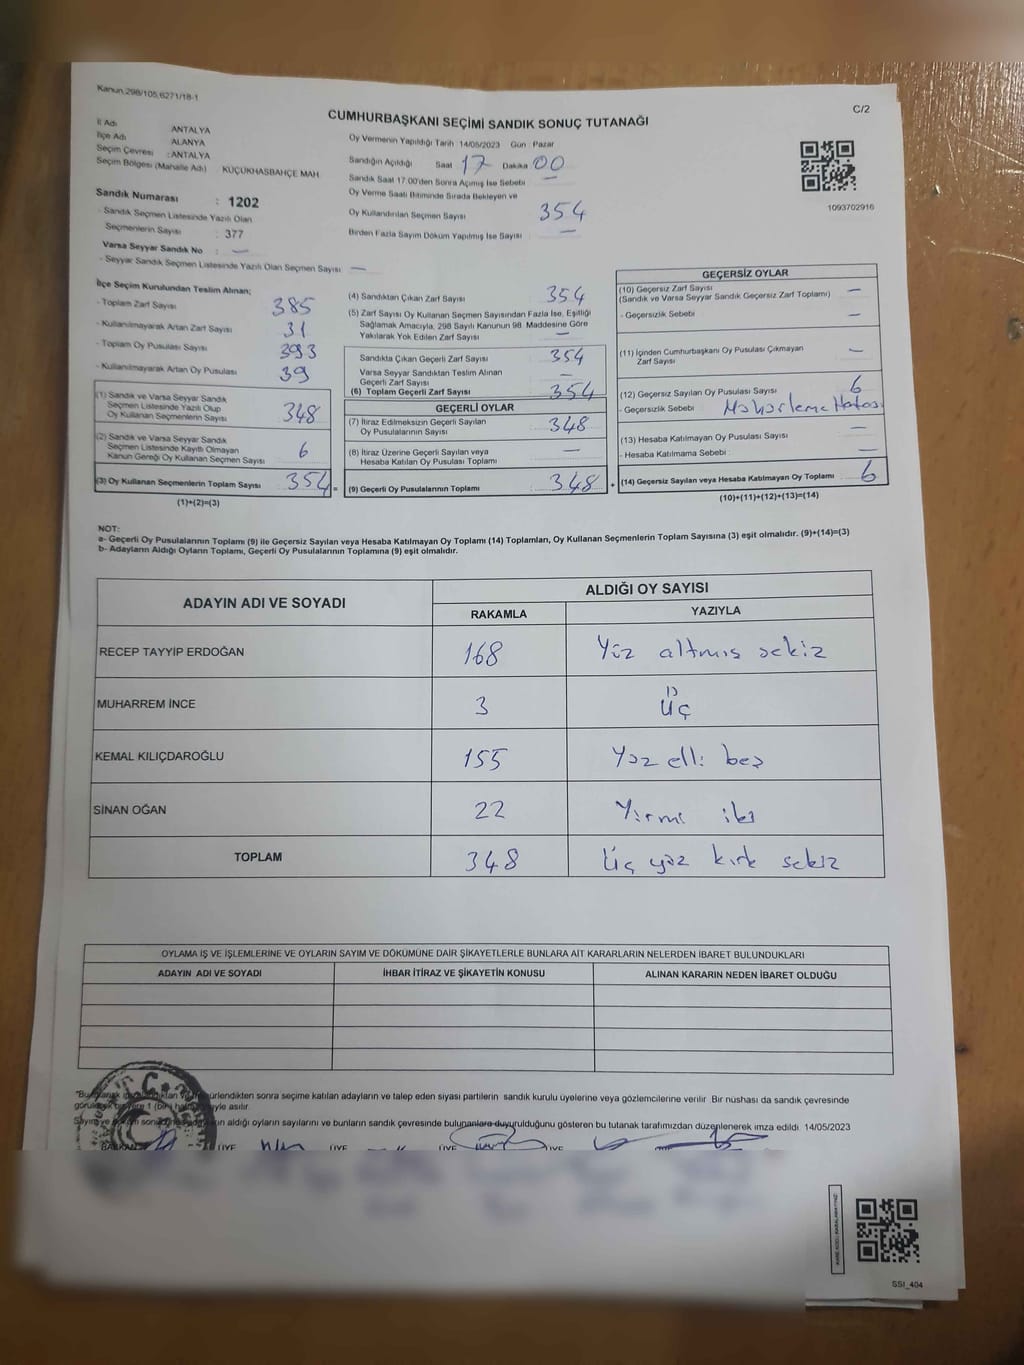 Kanun,298/105,6271/18-1
C/2
CUMHURBAŞKANI SEÇİMİ SANDIK SONUÇ TUTANAĞI
İl Adı ANTALYA
İlçe Adı ALANYA
Seçim Çevresi : ANTALYA
Seçim Bölgesi (Mahalle Adı) KÜÇÜKHASBAHÇE MAH
Sandık Numarası : 1202
- Sandık Seçmen Listesinde Yazılı Olan
Seçmenlerin Sayısı : 377
Varsa Seyyar Sandık No : —
- Seyyar Sandık Seçmen Listesinde Yazılı Olan Seçmen Sayısı —
Oy Vermenin Yapıldığı Tarih 14/05/2023 Gün : Pazar
Sandığın Açıldığı Saat 17 Dakika 00
Sandık Saat 17.00'den Sonra Açımış İse Sebebi —
Oy Verme Saati Bitiminde Sırada Bekleyen ve
Oy Kullandırılan Seçmen Sayısı 354
Birden Fazla Sayım Döküm Yapılmış İse Sayısı —
1093702916
İlçe Seçim Kurulundan Teslim Alınan;
- Toplam Zarf Sayısı 385
- Kullanılmayarak Artan Zarf Sayısı 31
- Toplam Oy Pusulası Sayısı 393
- Kullanılmayarak Artan Oy Pusulası 39
(1) Sandık ve Varsa Seyyar Sandık
Seçmen Listesinde Yazılı Olup
Oy Kullanan Seçmenlerin Sayısı 348
(2) Sandık ve Varsa Seyyar Sandık
Seçmen Listesinde Kayıtlı Olmayan
Kanun Gereği Oy Kullanan Seçmen Sayısı 6
(3) Oy Kullanan Seçmenlerin Toplam Sayısı 354 =
(1)+(2)=(3)
(4) Sandıktan Çıkan Zarf Sayısı 354
(5) Zarf Sayısı Oy Kullanan Seçmen Sayısından Fazla İse, Eşitliği
Sağlamak Amacıyla, 298 Sayılı Kanunun 98. Maddesine Göre
Yakılarak Yok Edilen Zarf Sayısı —
Sandıkta Çıkan Geçerli Zarf Sayısı 354
Varsa Seyyar Sandıktan Teslim Alınan
Geçerli Zarf Sayısı —
(6) Toplam Geçerli Zarf Sayısı 354
GEÇERLİ OYLAR
(7) İtiraz Edilmeksizin Geçerli Sayılan
Oy Pusulalarının Sayısı 348
(8) İtiraz Üzerine Geçerli Sayılan veya
Hesaba Katılan Oy Pusulası Toplamı —
(9) Geçerli Oy Pusulalarının Toplamı : 348 +
GEÇERSİZ OYLAR
(10) Geçersiz Zarf Sayısı —
(Sandık ve Varsa Seyyar Sandık Geçersiz Zarf Toplamı)
- Geçersizlik Sebebi —
(11) İçinden Cumhurbaşkanı Oy Pusulası Çıkmayan
Zarf Sayısı —
(12) Geçersiz Sayılan Oy Pusulası Sayısı 6
- Geçersizlik Sebebi Mühürleme Hatası
(13) Hesaba Katılmayan Oy Pusulası Sayısı —
- Hesaba Katılmama Sebebi : —
(14) Geçersiz Sayılan veya Hesaba Katılmayan Oy Toplamı 6
(10)+(11)+(12)+(13)=(14)
NOT:
a- Geçerli Oy Pusulalarının Toplamı (9) ile Geçersiz Sayılan veya Hesaba Katılmayan Oy Toplamı (14) Toplamları, Oy Kullanan Seçmenlerin Toplam Sayısına (3) eşit olmalıdır. (9)+(14)=(3)
b- Adayların Aldığı Oyların Toplamı, Geçerli Oy Pusulalarının Toplamına (9) eşit olmalıdır.
ADAYIN ADI VE SOYADI
ALDIĞI OY SAYISI
RAKAMLA YAZIYLA
RECEP TAYYİP ERDOĞAN 168 Yüz altmış sekiz
MUHARREM İNCE 3 Üç
KEMAL KILIÇDAROĞLU 155 Yüz elli beş
SİNAN OĞAN 22 Yirmi iki
TOPLAM 348 Üç yüz kırk sekiz
OYLAMA İŞ VE İŞLEMLERİNE VE OYLARIN SAYIM VE DÖKÜMÜNE DAİR ŞİKAYETLERLE BUNLARA AİT KARARLARIN NELERDEN İBARET BULUNDUKLARI
ADAYIN ADI VE SOYADI İHBAR İTİRAZ VE ŞİKAYETİN KONUSU ALINAN KARARIN NEDEN İBARET OLDUĞU
sonra seçime katılan adayların ve talep eden siyasi partilerin sandık kurulu üyelerine veya gözlemcilerine verilir. Bir nüshası da sandık çevresinde
asılır.
aldığı oyların sayılarını ve bunların sandık çevresinde bulunanlara duyurulduğunu gösteren bu tutanak tarafımızdan düzenlenerek imza edildi. 14/05/2023
BAŞKAN ÜYE ÜYE ÜYE ÜYE
SSI_404